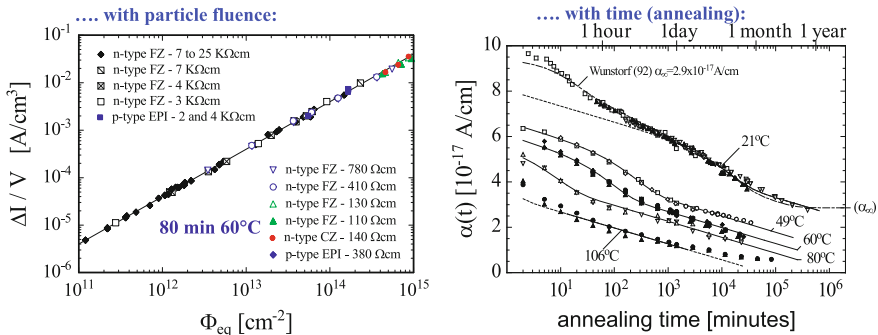 .... with particle fluence:
10-1
10-2
10-3
10-4
10-5
10-6
ΔI / V [A/cm3]
n-type FZ - 7 to 25 KΩcm
n-type FZ - 7 KΩcm
n-type FZ - 4 KΩcm
n-type FZ - 3 KΩcm
p-type EPI - 2 and 4 KΩcm
n-type FZ - 780 Ωcm
n-type FZ - 410 Ωcm
n-type FZ - 130 Ωcm
n-type FZ - 110 Ωcm
n-type CZ - 140 Ωcm
p-type EPI - 380 Ωcm
80 min 60°C
1011 1012 1013 1014 1015
Φeq [cm-2]
.... with time (annealing):
1 hour 1day 1 month 1 year
10
8
6
4
2
0
α(t) [10-17 A/cm]
Wunstorf (92) α∞=2.9x10-17A/cm
21°C
(α∞)
49°C
60°C
80°C
106°C
101 102 103 104 105 106
annealing time [minutes]